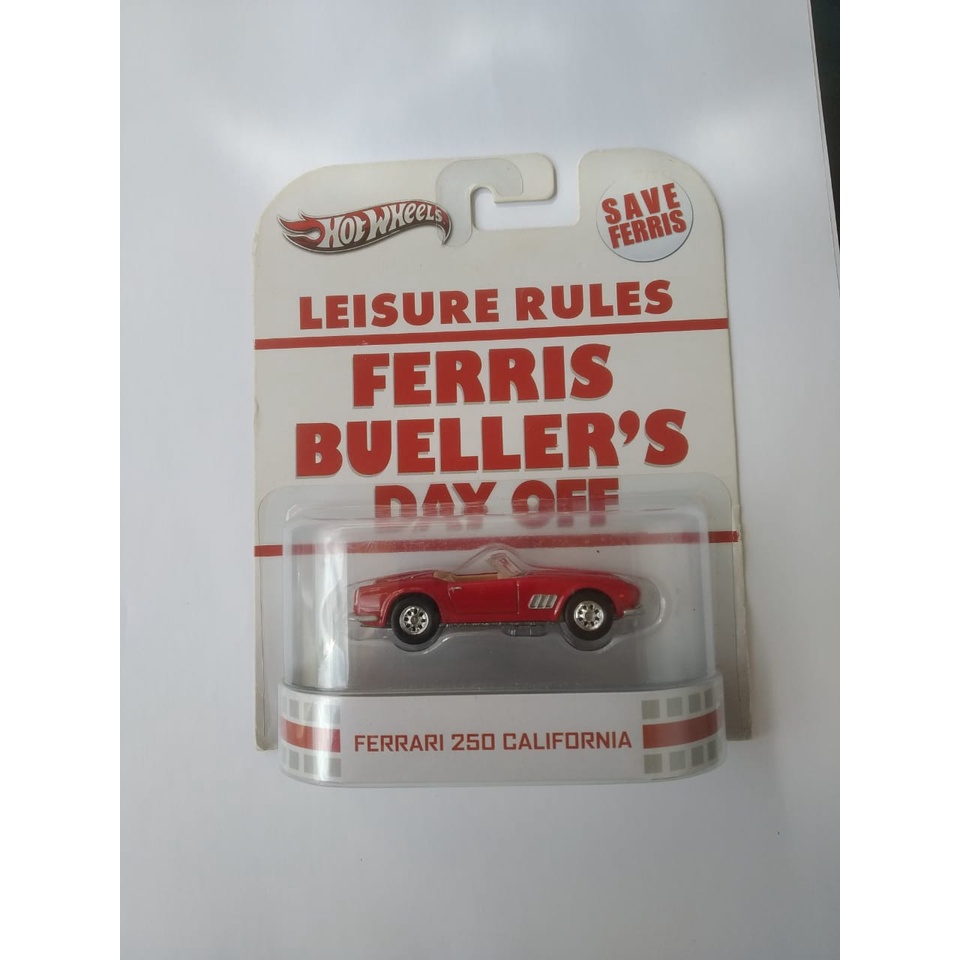 HOT WHEELS
SAVE
FERRIS
LEISURE RULES
FERRIS
BUELLER'S
DAY OFF
FERRARI 250 CALIFORNIA